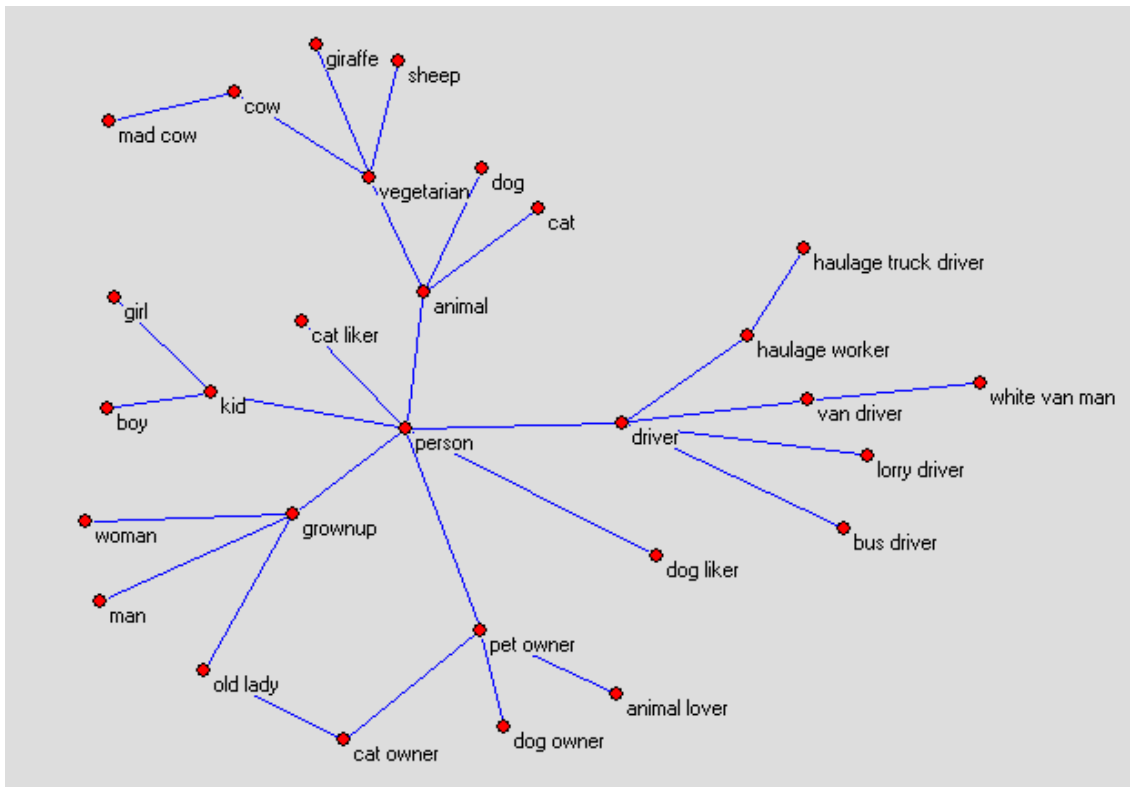 giraffe
sheep
cow
mad cow
vegetarian
dog
cat
haulage truck driver
animal
girl
cat liker
haulage worker
white van man
kid
van driver
boy
person
driver
lorry driver
woman
grownup
bus driver
dog liker
man
pet owner
old lady
animal lover
dog owner
cat owner